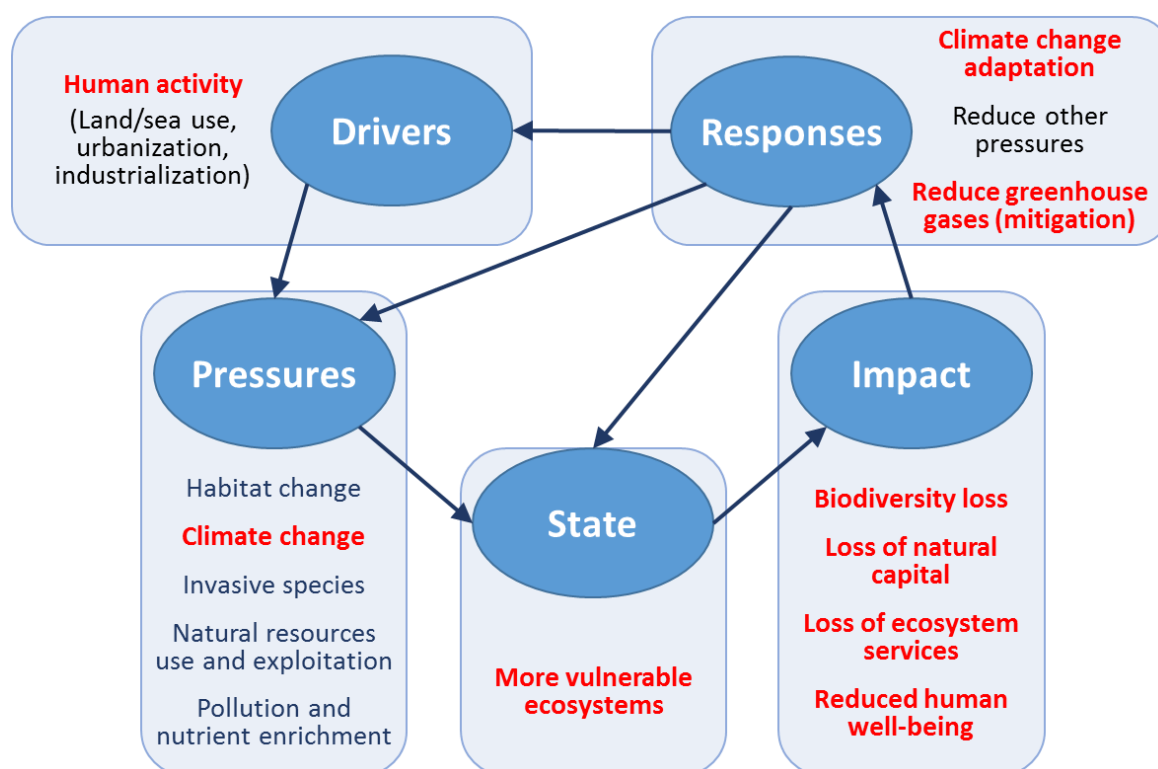 Human activity
(Land/sea use,
urbanization,
industrialization)
Drivers
Responses
Climate change
adaptation
Reduce other
pressures
Reduce greenhouse
gases (mitigation)
Pressures
Habitat change
Climate change
Invasive species
Natural resources
use and exploitation
Pollution and
nutrient enrichment
State
More vulnerable
ecosystems
Impact
Biodiversity loss
Loss of natural
capital
Loss of ecosystem
services
Reduced human
well-being